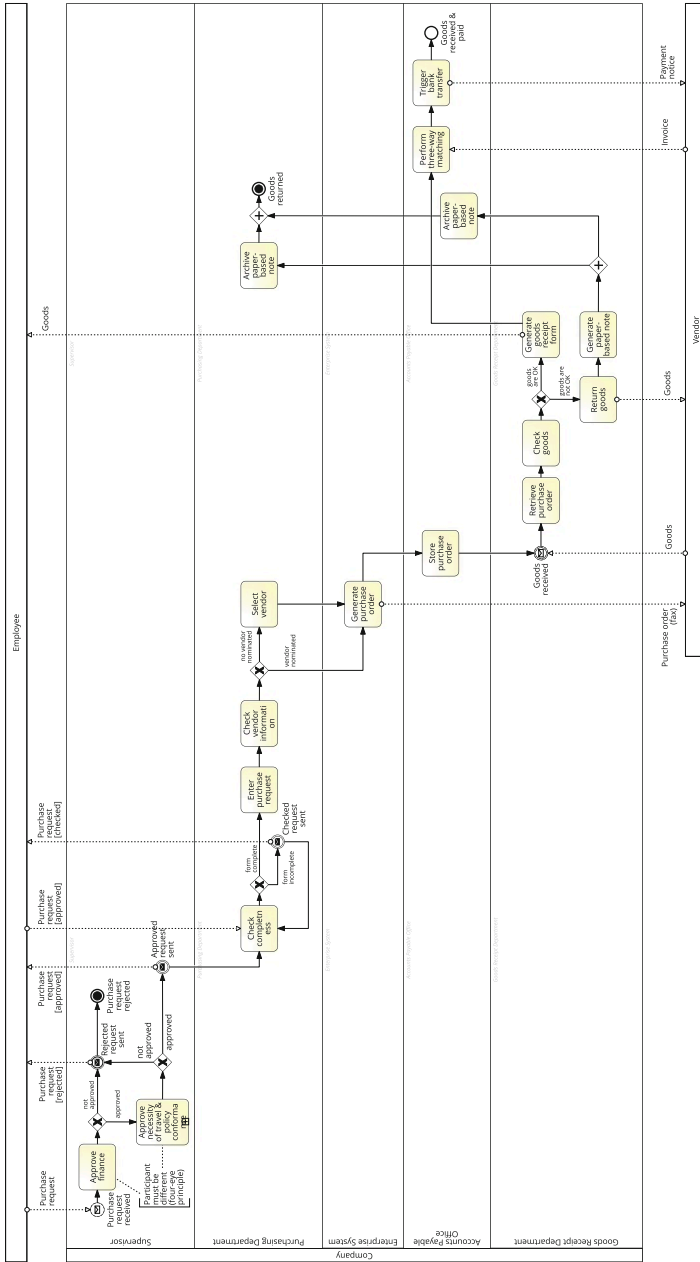 Employee
Purchase
request
Purchase
request
[rejected]
Purchase
request
[approved]
Purchase
request
[approved]
Purchase
request
[checked]
Goods
Company
Supervisor
Purchasing Department
Enterprise System
Accounts Payable
Office
Goods Receipt Department
Purchase
request
received
Approve
finance
Participant
must be
different
(four-eye
principle)
not
approved
approved
Approve
necessity
of travel &
policy
conforma
Rejected
request
sent
Purchase
request
rejected
not
approved
approved
Approved
request
sent
Check
completn
ess
form
complete
form
incomplete
Checked
request
sent
Enter
purchase
request
Check
vendor
informati
on
no vendor
nominated
vendor
nominated
Select
vendor
Generate
purchase
order
Store
purchase
order
Goods
received
Retrieve
purchase
order
Check
goods
goods
are OK
goods are
not OK
Generate
goods
receipt
form
Return
goods
Generate
paper-
based note
Archive
paper-
based
note
Archive
paper-
based
note
Goods
returned
Perform
three-way
matching
Trigger
bank
transfer
Goods
received &
paid
Purchase order
(fax)
Goods
Goods
Invoice
Payment
notice
Vendor